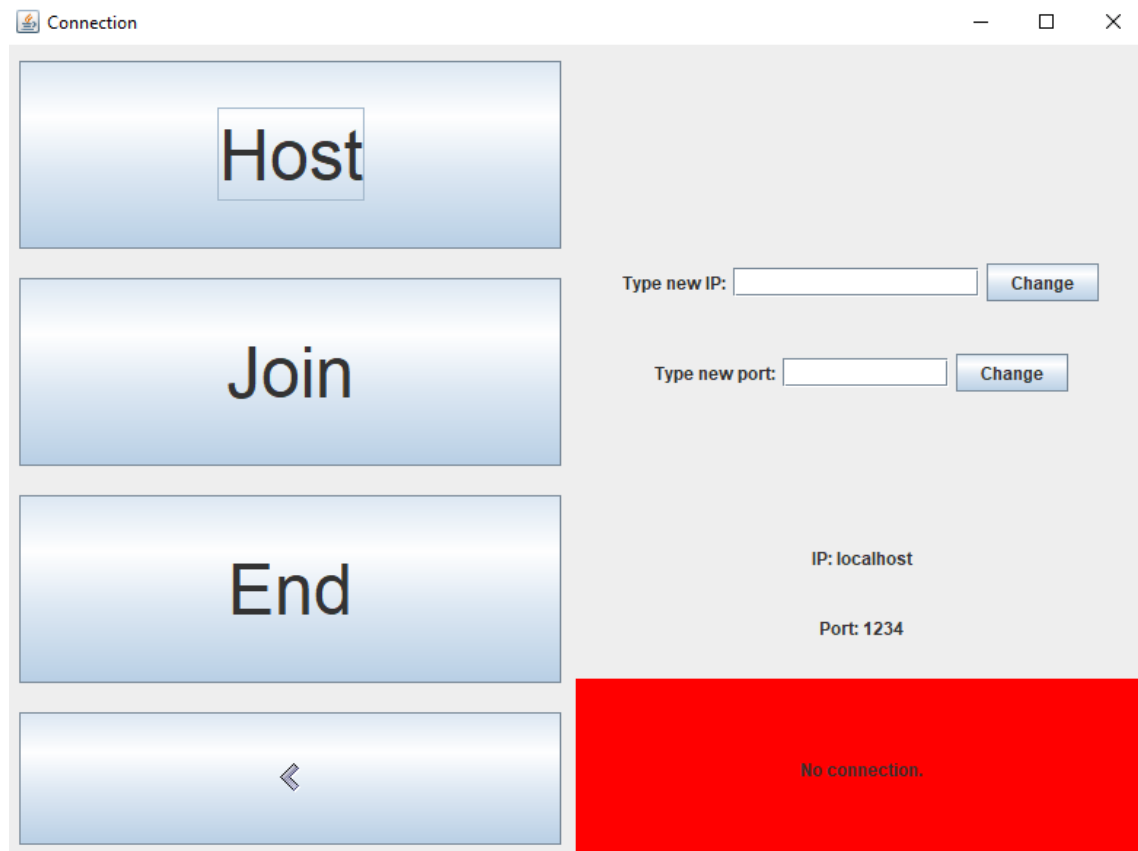 Connection
Host
Join
End
Type new IP:
Change
Type new port:
Change
IP: localhost
Port: 1234
No connection.